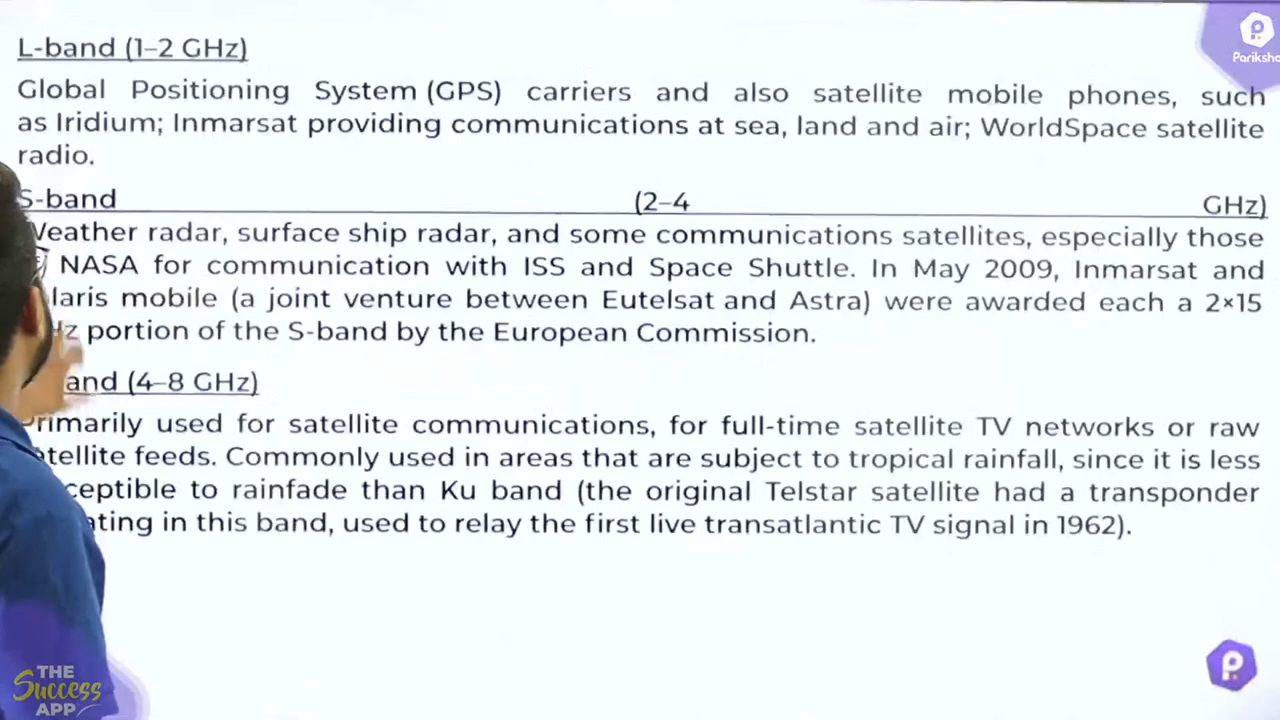 L-band (1–2 GHz)
Global Positioning System (GPS) carriers and also satellite mobile phones, such
as Iridium; Inmarsat providing communications at sea, land and air; WorldSpace satellite
radio.
S-band (2–4 GHz)
Weather radar, surface ship radar, and some communications satellites, especially those
NASA for communication with ISS and Space Shuttle. In May 2009, Inmarsat and
laris mobile (a joint venture between Eutelsat and Astra) were awarded each a 2×15
Hz portion of the S-band by the European Commission.
and (4–8 GHz)
Primarily used for satellite communications, for full-time satellite TV networks or raw
tellite feeds. Commonly used in areas that are subject to tropical rainfall, since it is less
ceptible to rainfade than Ku band (the original Telstar satellite had a transponder
ating in this band, used to relay the first live transatlantic TV signal in 1962).
THE
Success
APP